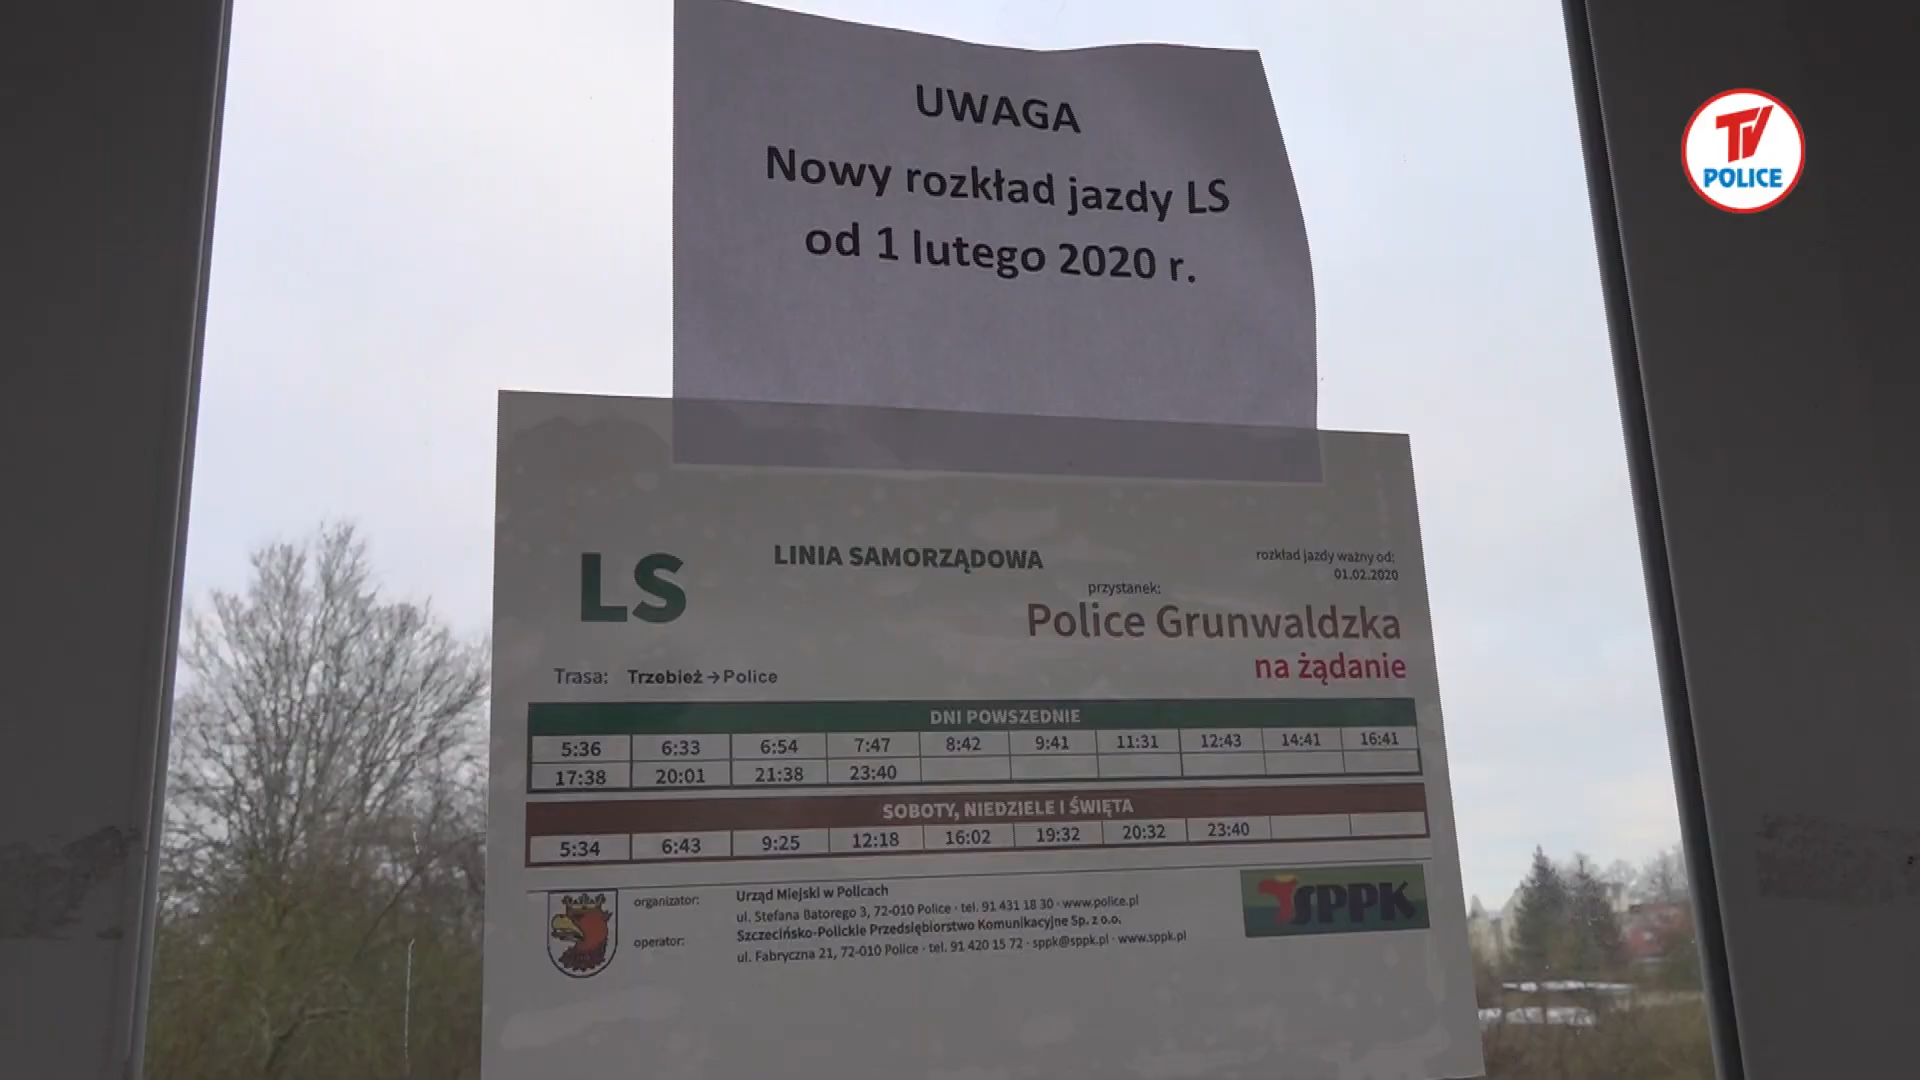 TV
POLICE
UWAGA
Nowy rozkład jazdy LS
od 1 lutego 2020 r.
LS
LINIA SAMORZĄDOWA
rozkład jazdy ważny od:
01.02.2020
przystanek:
Police Grunwaldzka
na żądanie
Trasa: Trzebież → Police
DNI POWSZEDNIE
5:36 6:33 6:54 7:47 8:42 9:41 11:31 12:43 14:41 16:41
17:38 20:01 21:38 23:40
SOBOTY, NIEDZIELE I ŚWIĘTA
5:34 6:43 9:25 12:18 16:02 19:32 20:32 23:40
organizator: Urząd Miejski w Policach
ul. Stefana Batorego 3, 72-010 Police · tel. 91 431 18 30 · www.police.pl
operator: Szczecińsko-Polickie Przedsiębiorstwo Komunikacyjne Sp. z o.o.
ul. Fabryczna 21, 72-010 Police · tel. 91 420 15 72 · sppk@sppk.pl · www.sppk.pl
SPPK